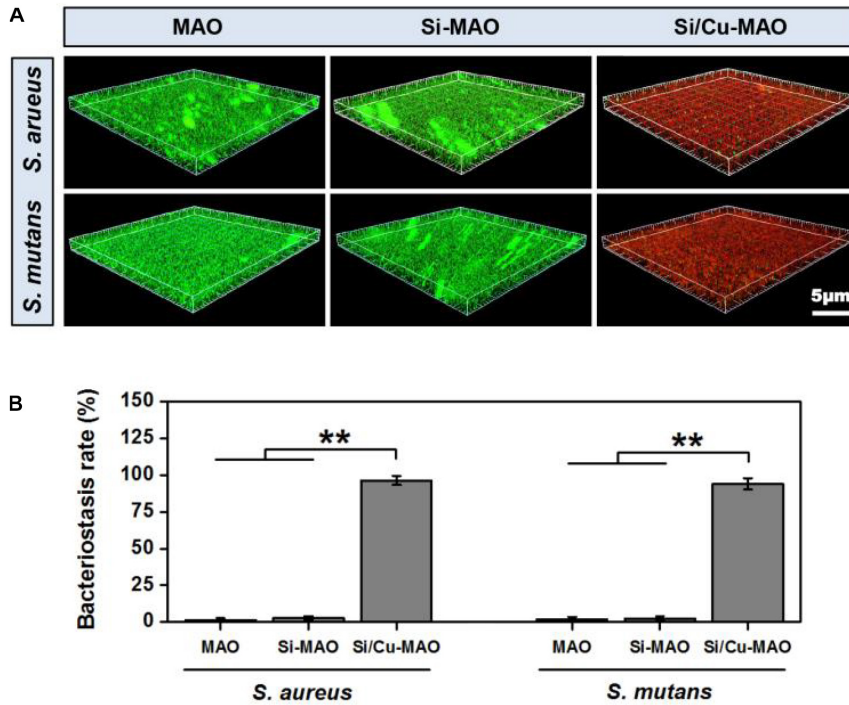 A
MAO Si-MAO Si/Cu-MAO
S. arueus
S. mutans
5µm
B
Bacteriostasis rate (%)
150
125
100
75
50
25
0
** **
MAO Si-MAO Si/Cu-MAO MAO Si-MAO Si/Cu-MAO
S. aureus S. mutans